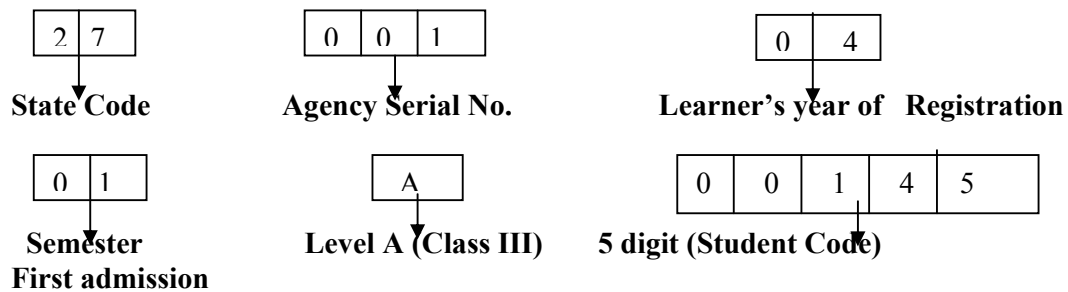 2 7 0 0 1 0 4
State Code Agency Serial No. Learner's year of Registration
0 1 A 0 0 1 4 5
Semester Level A (Class III) 5 digit (Student Code)
First admission